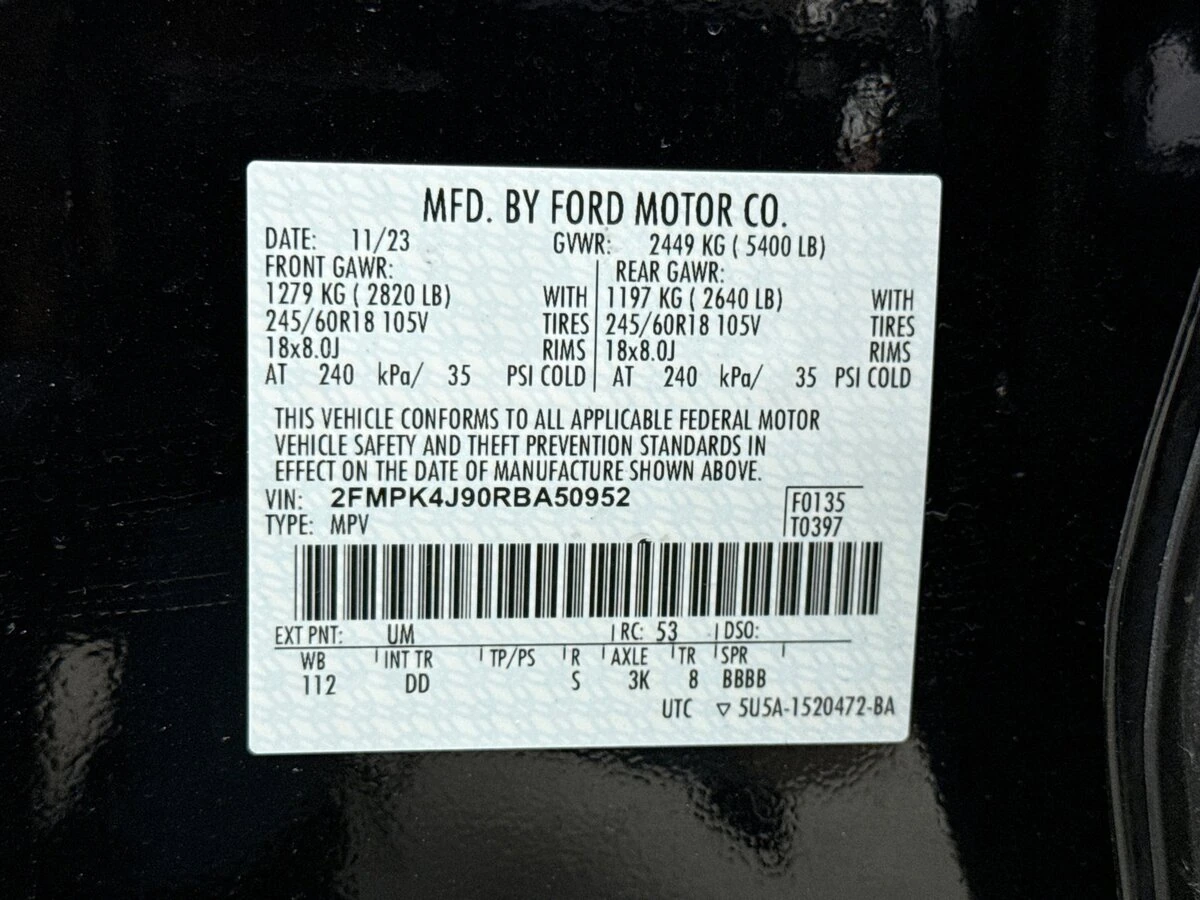 MFD. BY FORD MOTOR CO.
DATE: 11/23 GVWR: 2449 KG ( 5400 LB)
FRONT GAWR: REAR GAWR:
1279 KG ( 2820 LB) WITH 1197 KG ( 2640 LB) WITH
245/60R18 105V TIRES 245/60R18 105V TIRES
18x8.0J RIMS 18x8.0J RIMS
AT 240 kPa/ 35 PSI COLD AT 240 kPa/ 35 PSI COLD
THIS VEHICLE CONFORMS TO ALL APPLICABLE FEDERAL MOTOR
VEHICLE SAFETY AND THEFT PREVENTION STANDARDS IN
EFFECT ON THE DATE OF MANUFACTURE SHOWN ABOVE.
VIN: 2FMPK4J90RBA50952 F0135
TYPE: MPV T0397
EXT PNT: UM RC: 53 DSO:
WB INT TR TP/PS R AXLE TR SPR
112 DD S 3K 8 BBBB
UTC ▽ 5U5A-1520472-BA